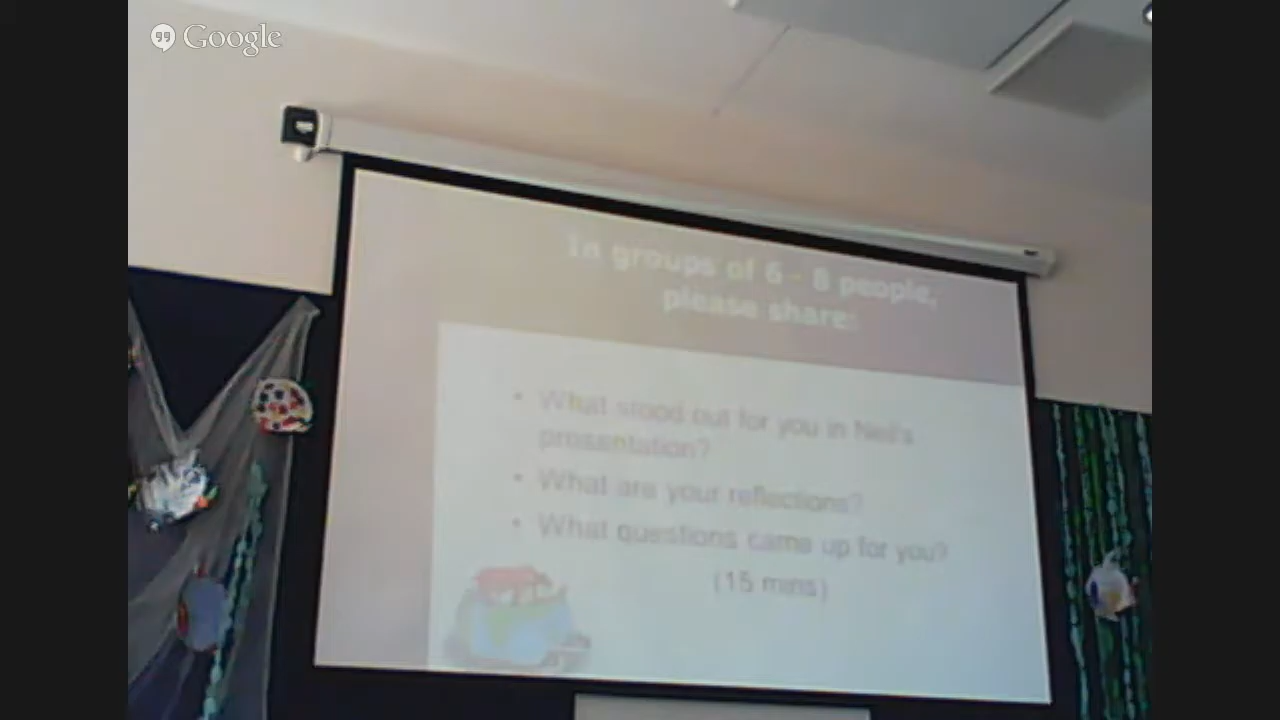 Google
In groups of 6 - 8 people,
please share:
• What stood out for you in Neil's
presentation?
• What are your reflections?
• What questions came up for you?
(15 mins)